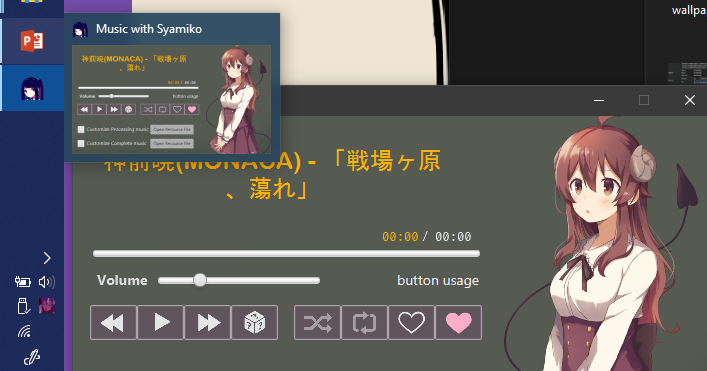 wallpa
Music with Syamiko
神前暁(MONACA) - 「戦場ヶ原
、蕩れ」
00:00 / 00:00
Volume
button usage
Customize Processing music
Open Resource File
Customize Complete music
Open Resource File
神前暁(MONACA) - 「戦場ヶ原
、蕩れ」
00:00 / 00:00
Volume
button usage